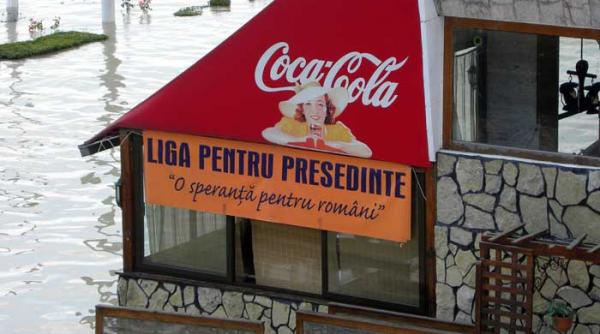 Coca-Cola
LIGA PENTRU PRESEDINTE
"O speranță pentru români"